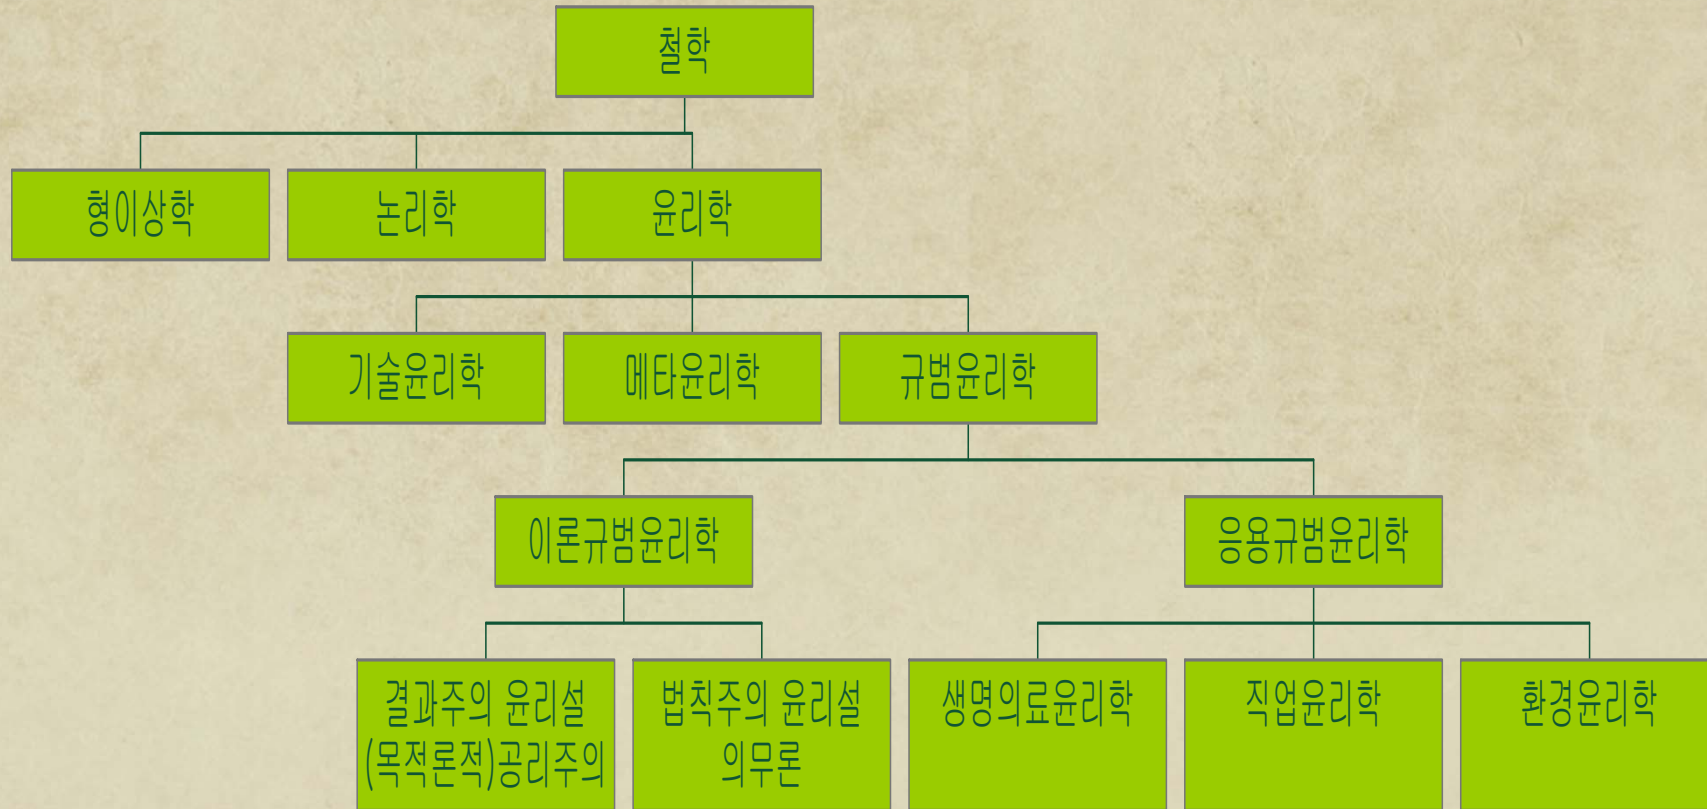 철학
형이상학
논리학
윤리학
기술윤리학
메타윤리학
규범윤리학
이론규범윤리학
응용규범윤리학
결과주의 윤리설
(목적론적)공리주의
법칙주의 윤리설
의무론
생명의료윤리학
직업윤리학
환경윤리학